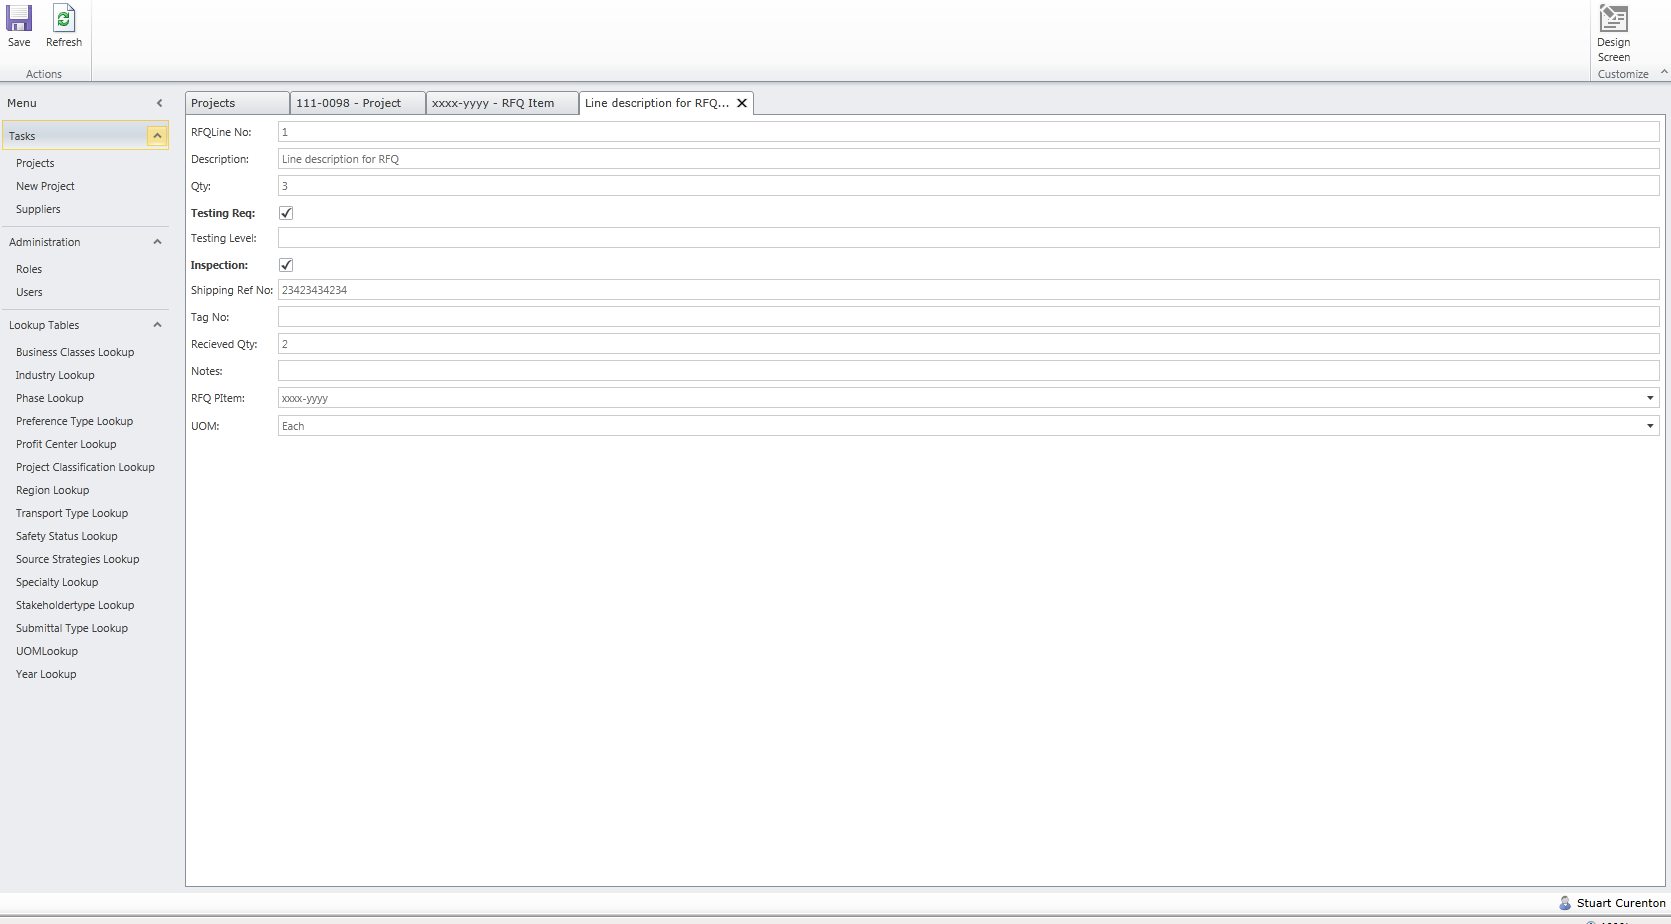 Save
Refresh
Actions
Design
Screen
Customize
Menu
Tasks
Projects
New Project
Suppliers
Administration
Roles
Users
Lookup Tables
Business Classes Lookup
Industry Lookup
Phase Lookup
Preference Type Lookup
Profit Center Lookup
Project Classification Lookup
Region Lookup
Transport Type Lookup
Safety Status Lookup
Source Strategies Lookup
Specialty Lookup
Stakeholdertype Lookup
Submittal Type Lookup
UOMLookup
Year Lookup
Projects
111-0098 - Project
xxxx-yyyy - RFQ Item
Line description for RFQ...
RFQLine No: 1
Description: Line description for RFQ
Qty: 3
Testing Req:
Testing Level:
Inspection:
Shipping Ref No: 23423434234
Tag No:
Recieved Qty: 2
Notes:
RFQ PItem: xxxx-yyyy
UOM: Each
Stuart Curenton